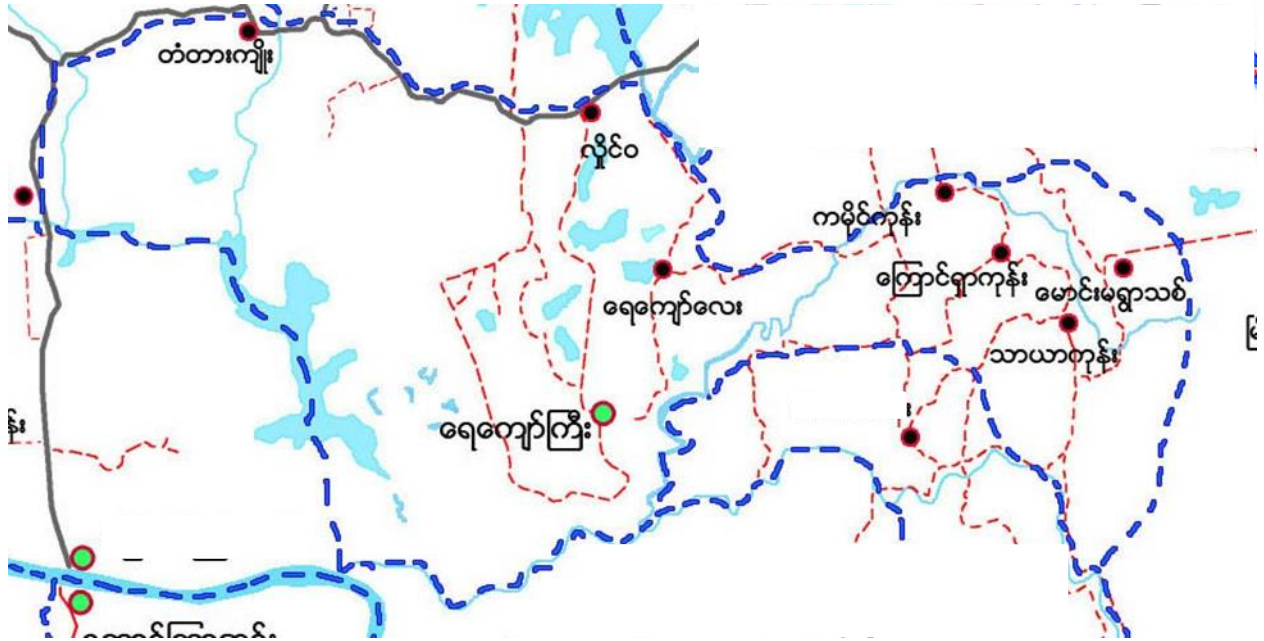 တံတားကျိုး
လှိုင်ဝ
ကမိုင်ကုန်း
ကြောင်ရှာကုန်း
မောင်းမရွာသစ်
ရေကျော်လေး
သာယာကုန်း
ရေကျော်ကြီး